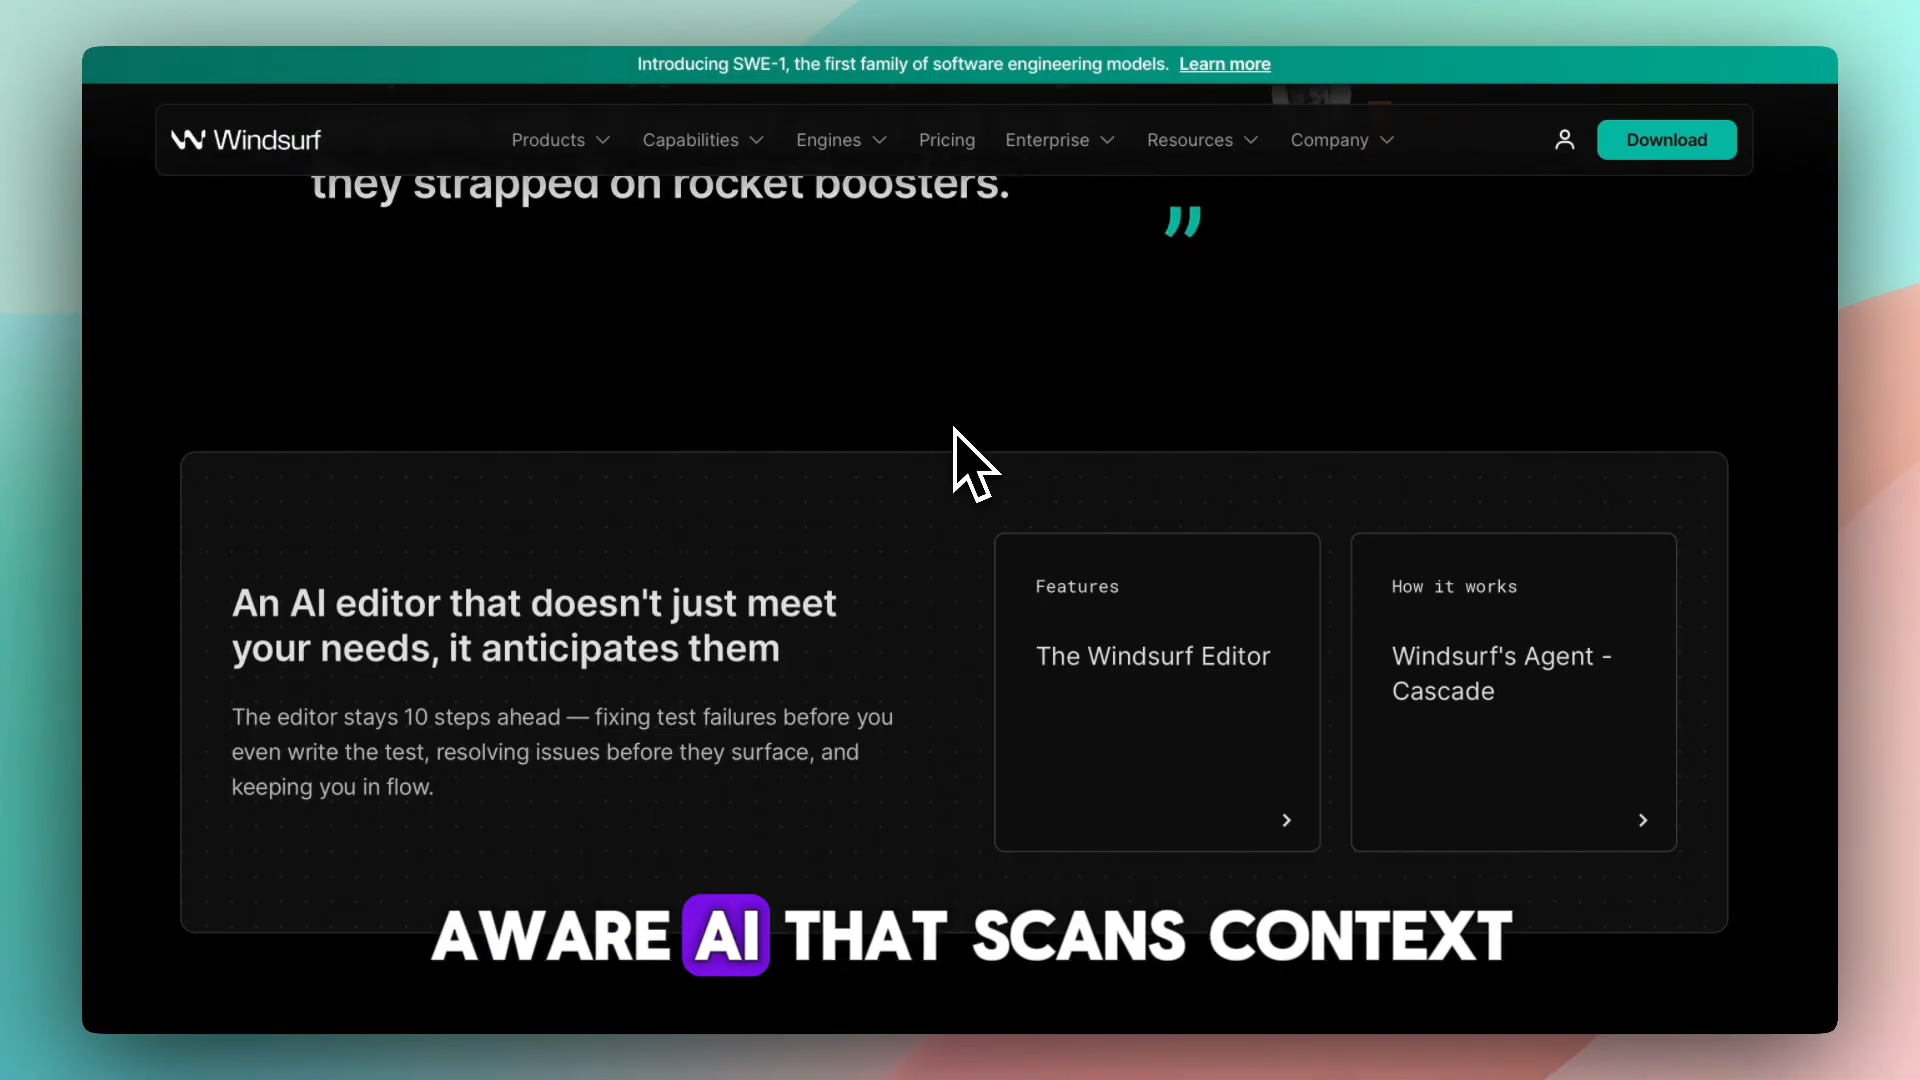 Introducing SWE-1, the first family of software engineering models. Learn more
Windsurf Products Capabilities Engines Pricing Enterprise Resources Company Download
they strapped on rocket boosters.
”
An AI editor that doesn't just meet
your needs, it anticipates them
The editor stays 10 steps ahead — fixing test failures before you
even write the test, resolving issues before they surface, and
keeping you in flow.
Features
The Windsurf Editor
How it works
Windsurf's Agent -
Cascade
AWARE AI THAT SCANS CONTEXT